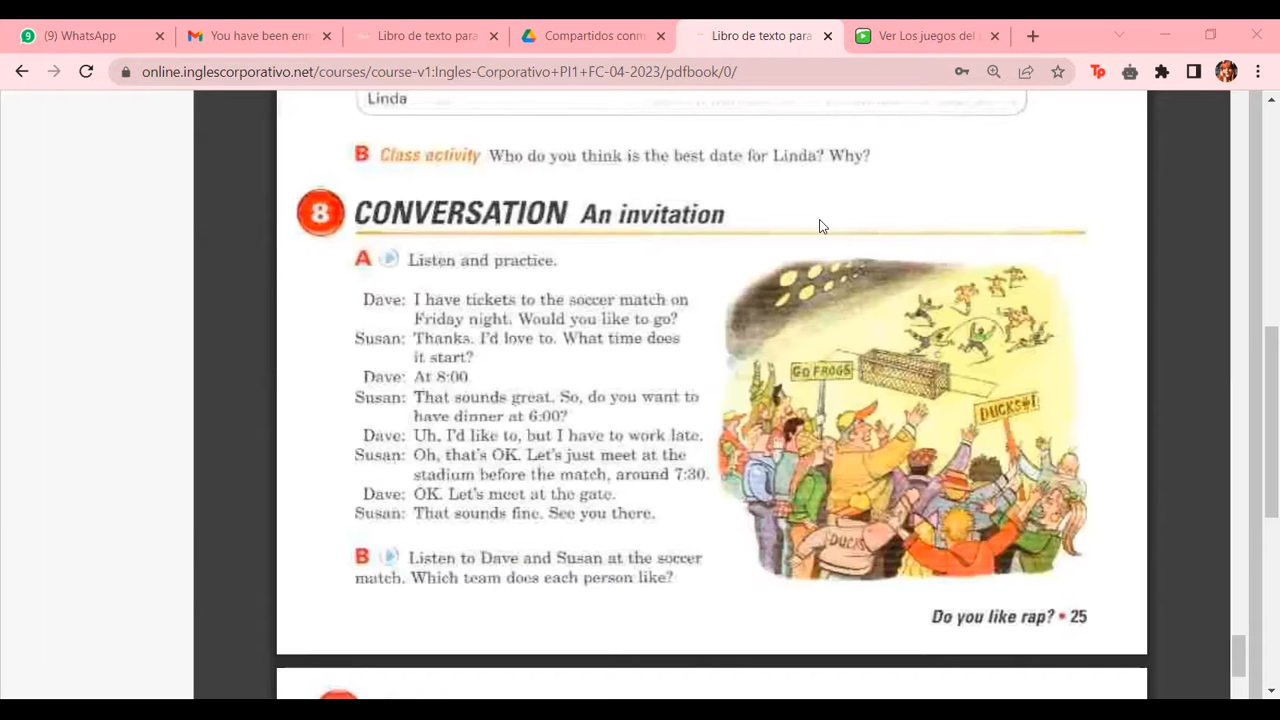 (9) WhatsApp
You have been enr
Libro de texto para
Compartidos conm
Libro de texto para
Ver Los juegos del
online.inglescorporativo.net/courses/course-v1:Ingles-Corporativo+PI1+FC-04-2023/pdfbook/0/
Linda
B Class activity Who do you think is the best date for Linda? Why?
8 CONVERSATION An invitation
A Listen and practice.
Dave: I have tickets to the soccer match on
Friday night. Would you like to go?
Susan: Thanks. I'd love to. What time does
it start?
Dave: At 8:00
Susan: That sounds great. So, do you want to
have dinner at 6:00?
Dave: Uh, I'd like to, but I have to work late.
Susan: Oh, that's OK. Let's just meet at the
stadium before the match, around 7:30.
Dave: OK. Let's meet at the gate.
Susan: That sounds fine. See you there.
GO FROGS
DUCKS#1
DUCKS
B Listen to Dave and Susan at the soccer
match. Which team does each person like?
Do you like rap? • 25